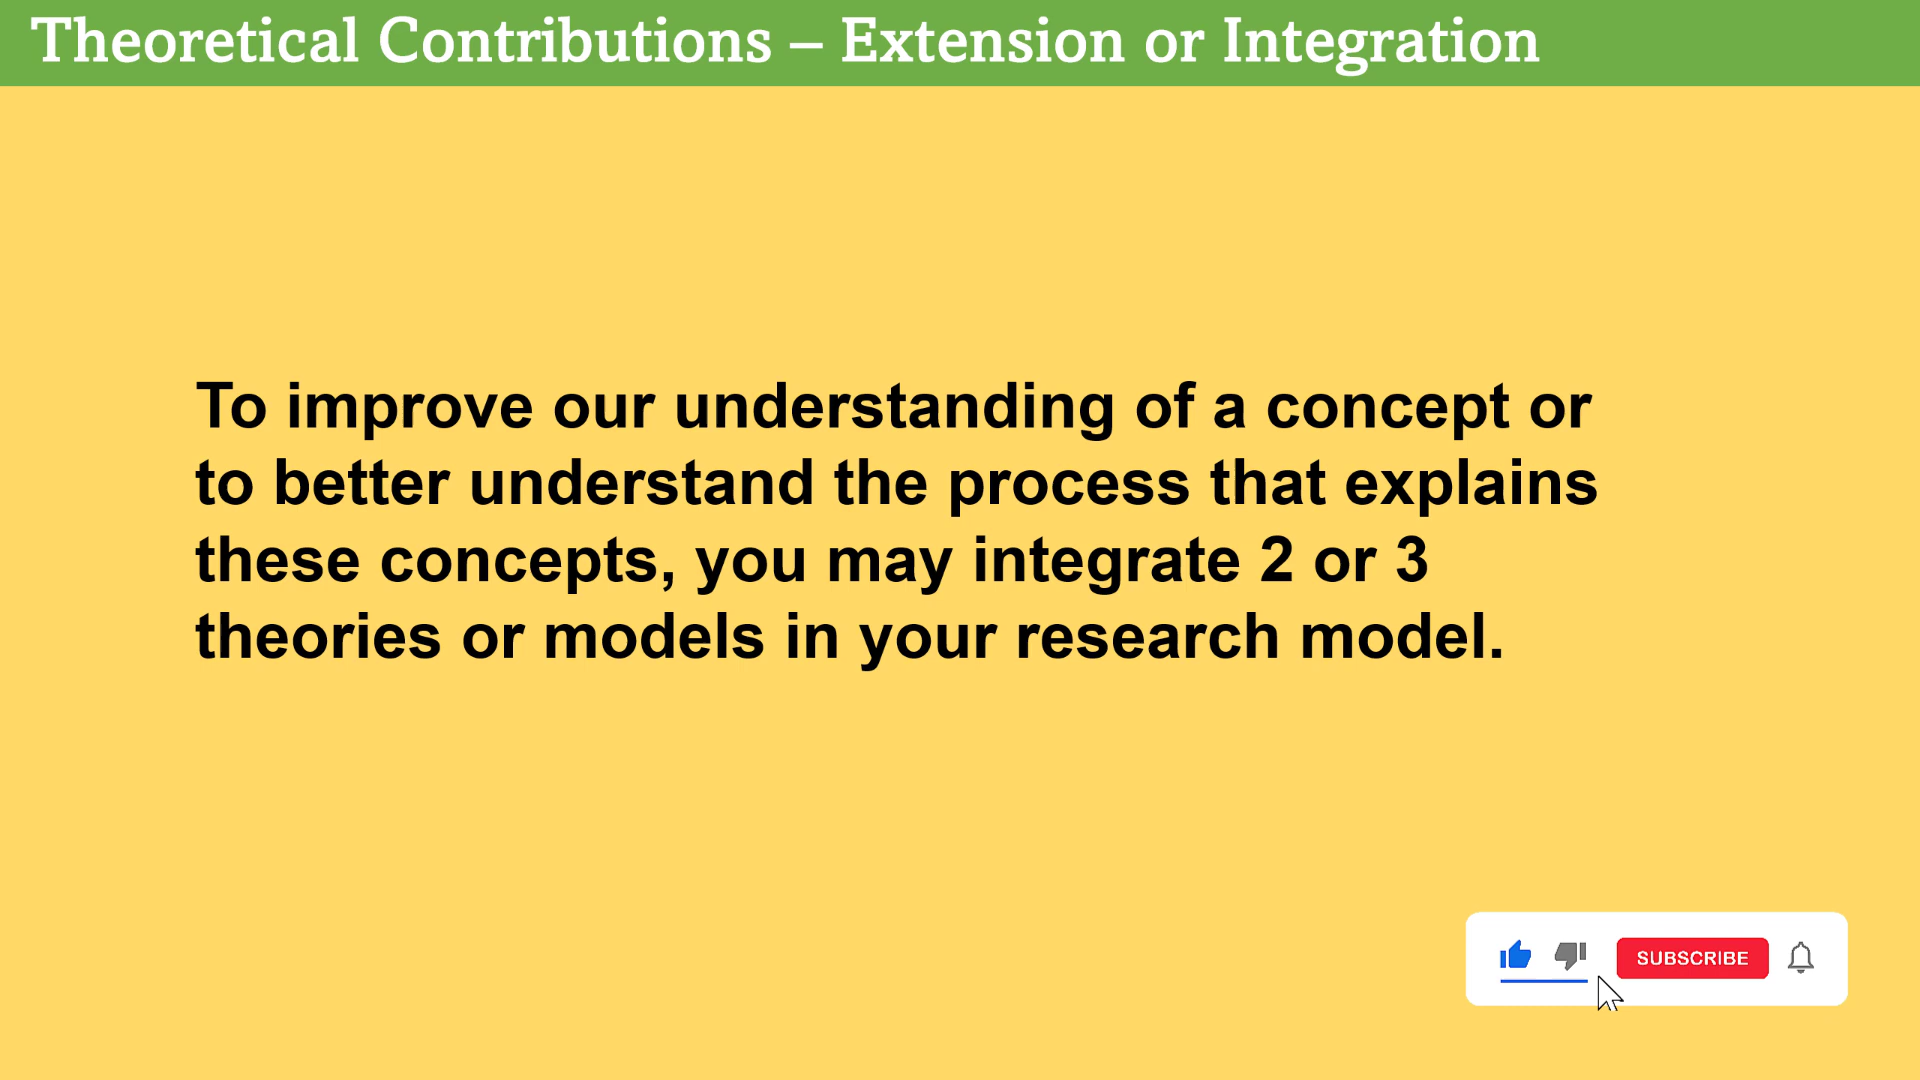 Theoretical Contributions – Extension or Integration
To improve our understanding of a concept or
to better understand the process that explains
these concepts, you may integrate 2 or 3
theories or models in your research model.
SUBSCRIBE